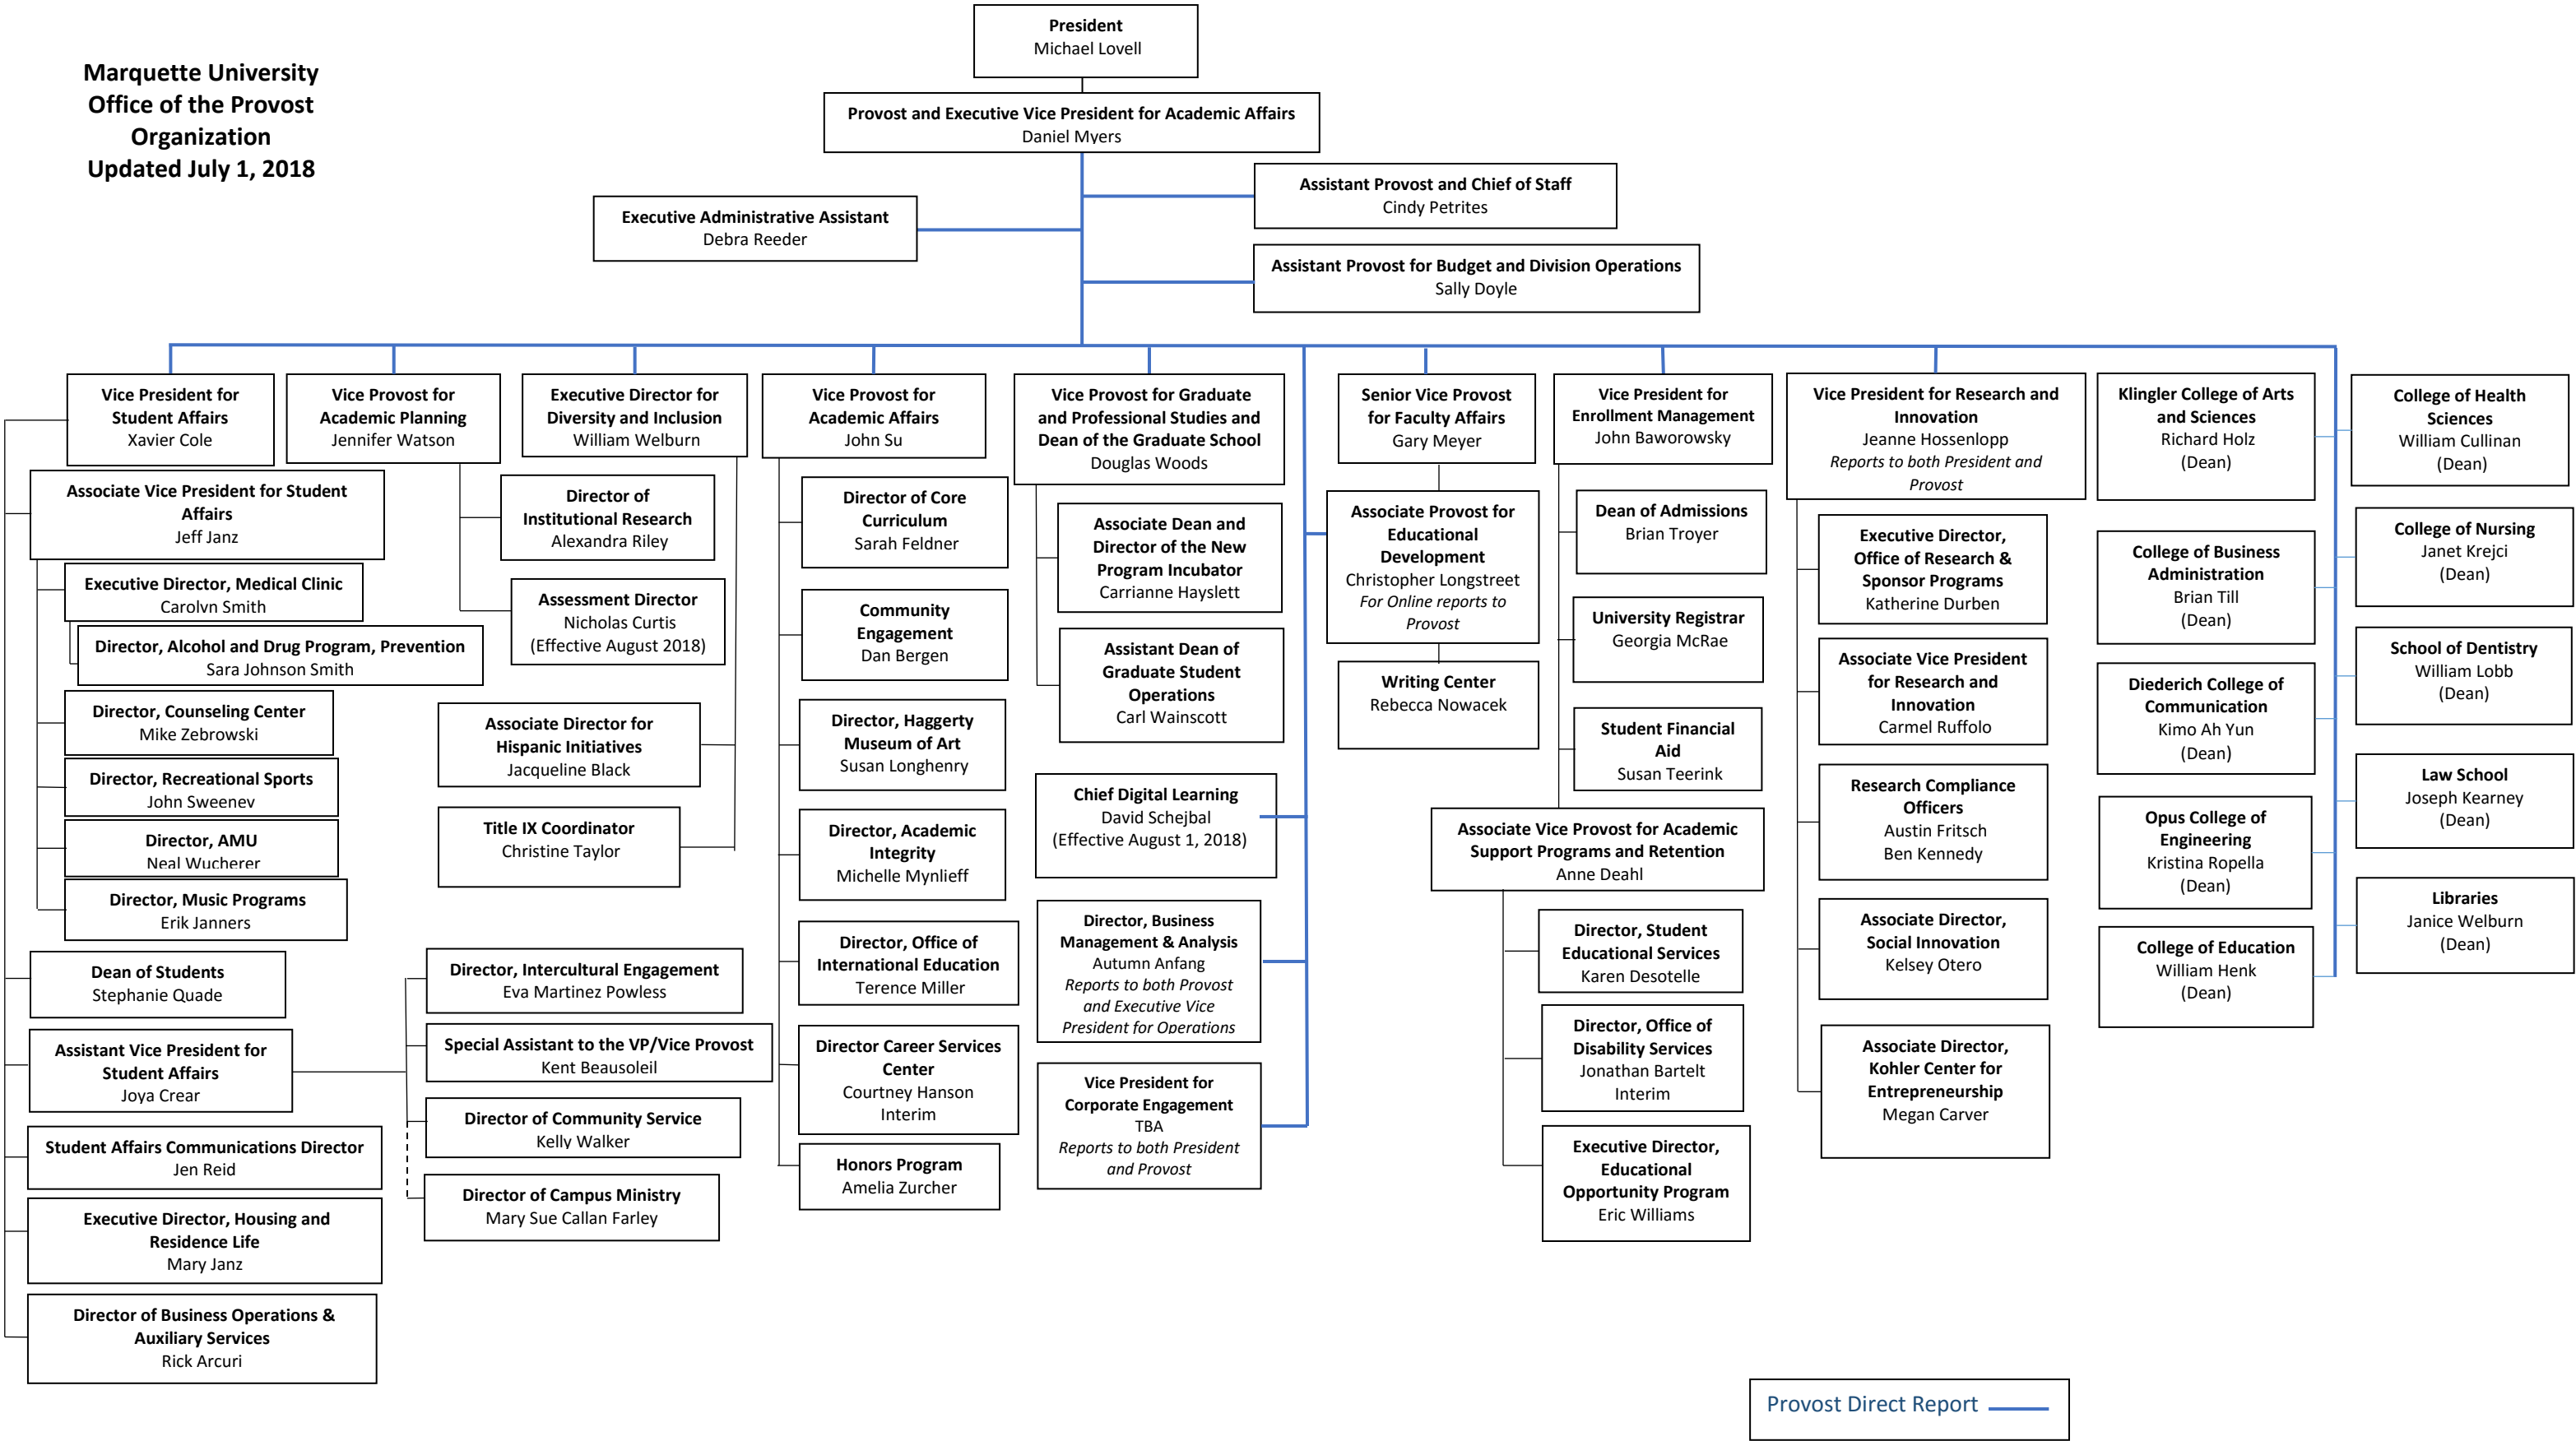 Marquette University
Office of the Provost
Organization
Updated July 1, 2018
President
Michael Lovell
Provost and Executive Vice President for Academic Affairs
Daniel Myers
Assistant Provost and Chief of Staff
Cindy Petrites
Executive Administrative Assistant
Debra Reeder
Assistant Provost for Budget and Division Operations
Sally Doyle
Vice President for
Student Affairs
Xavier Cole
Associate Vice President for Student
Affairs
Jeff Janz
Executive Director, Medical Clinic
Carolyn Smith
Director, Alcohol and Drug Program, Prevention
Sara Johnson Smith
Director, Counseling Center
Mike Zebrowski
Director, Recreational Sports
John Sweeney
Director, AMU
Neal Wucherer
Director, Music Programs
Erik Janners
Dean of Students
Stephanie Quade
Assistant Vice President for
Student Affairs
Joya Crear
Student Affairs Communications Director
Jen Reid
Executive Director, Housing and
Residence Life
Mary Janz
Director of Business Operations &
Auxiliary Services
Rick Arcuri
Director, Intercultural Engagement
Eva Martinez Powless
Special Assistant to the VP/Vice Provost
Kent Beausoleil
Director of Community Service
Kelly Walker
Director of Campus Ministry
Mary Sue Callan Farley
Vice Provost for
Academic Planning
Jennifer Watson
Director of
Institutional Research
Alexandra Riley
Assessment Director
Nicholas Curtis
(Effective August 2018)
Executive Director for
Diversity and Inclusion
William Welburn
Associate Director for
Hispanic Initiatives
Jacqueline Black
Title IX Coordinator
Christine Taylor
Vice Provost for
Academic Affairs
John Su
Director of Core
Curriculum
Sarah Feldner
Community
Engagement
Dan Bergen
Director, Haggerty
Museum of Art
Susan Longhenry
Director, Academic
Integrity
Michelle Mynlieff
Director, Office of
International Education
Terence Miller
Director Career Services
Center
Courtney Hanson
Interim
Honors Program
Amelia Zurcher
Vice Provost for Graduate
and Professional Studies and
Dean of the Graduate School
Douglas Woods
Associate Dean and
Director of the New
Program Incubator
Carrianne Hayslett
Assistant Dean of
Graduate Student
Operations
Carl Wainscott
Chief Digital Learning
David Schejbal
(Effective August 1, 2018)
Director, Business
Management & Analysis
Autumn Anfang
Reports to both Provost
and Executive Vice
President for Operations
Vice President for
Corporate Engagement
TBA
Reports to both President
and Provost
Senior Vice Provost
for Faculty Affairs
Gary Meyer
Associate Provost for
Educational
Development
Christopher Longstreet
For Online reports to
Provost
Writing Center
Rebecca Nowacek
Vice President for
Enrollment Management
John Baworowsky
Dean of Admissions
Brian Troyer
University Registrar
Georgia McRae
Student Financial
Aid
Susan Teerink
Associate Vice Provost for Academic
Support Programs and Retention
Anne Deahl
Director, Student
Educational Services
Karen Desotelle
Director, Office of
Disability Services
Jonathan Bartelt
Interim
Executive Director,
Educational
Opportunity Program
Eric Williams
Vice President for Research and
Innovation
Jeanne Hossenlopp
Reports to both President and
Provost
Executive Director,
Office of Research &
Sponsor Programs
Katherine Durben
Associate Vice President
for Research and
Innovation
Carmel Ruffolo
Research Compliance
Officers
Austin Fritsch
Ben Kennedy
Associate Director,
Social Innovation
Kelsey Otero
Associate Director,
Kohler Center for
Entrepreneurship
Megan Carver
Klingler College of Arts
and Sciences
Richard Holz
(Dean)
College of Business
Administration
Brian Till
(Dean)
Diederich College of
Communication
Kimo Ah Yun
(Dean)
Opus College of
Engineering
Kristina Ropella
(Dean)
College of Education
William Henk
(Dean)
College of Health
Sciences
William Cullinan
(Dean)
College of Nursing
Janet Krejci
(Dean)
School of Dentistry
William Lobb
(Dean)
Law School
Joseph Kearney
(Dean)
Libraries
Janice Welburn
(Dean)
Provost Direct Report